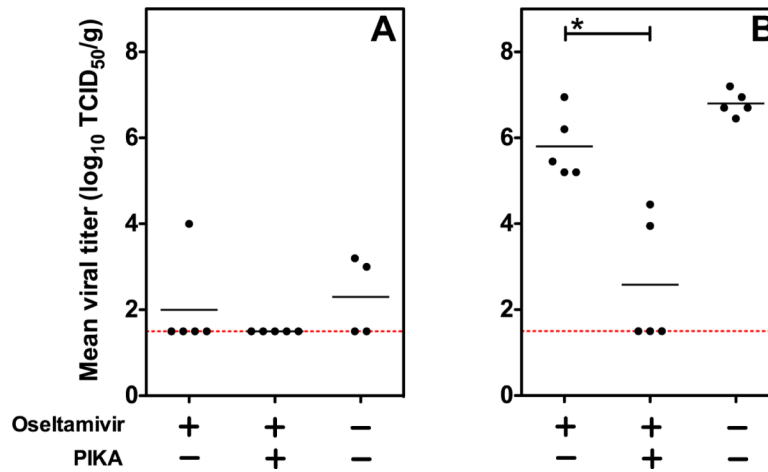 Mean viral titer (log10 TCID50/g)
A
8
6
4
2
0
B
*
8
6
4
2
0
Oseltamivir + + − + + −
PIKA − + − − + −